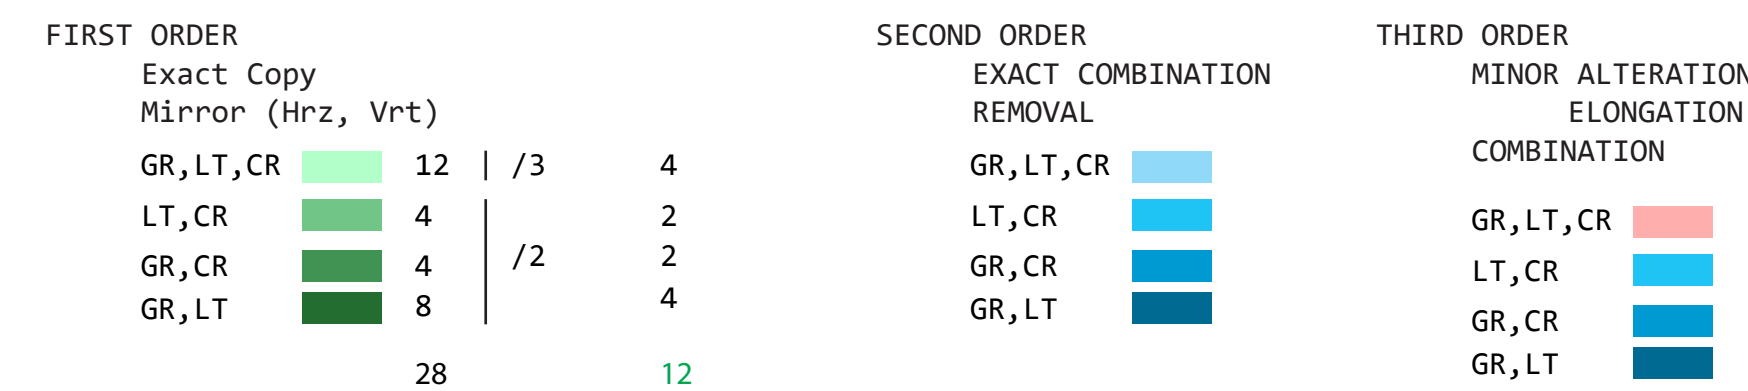 FIRST ORDER
Exact Copy
Mirror (Hrz, Vrt)
GR,LT,CR 12 | /3 4
LT,CR 4 2
GR,CR 4 /2 2
GR,LT 8 4
28 12
SECOND ORDER
EXACT COMBINATION
REMOVAL
GR,LT,CR
LT,CR
GR,CR
GR,LT
THIRD ORDER
MINOR ALTERATION
ELONGATION
COMBINATION
GR,LT,CR
LT,CR
GR,CR
GR,LT